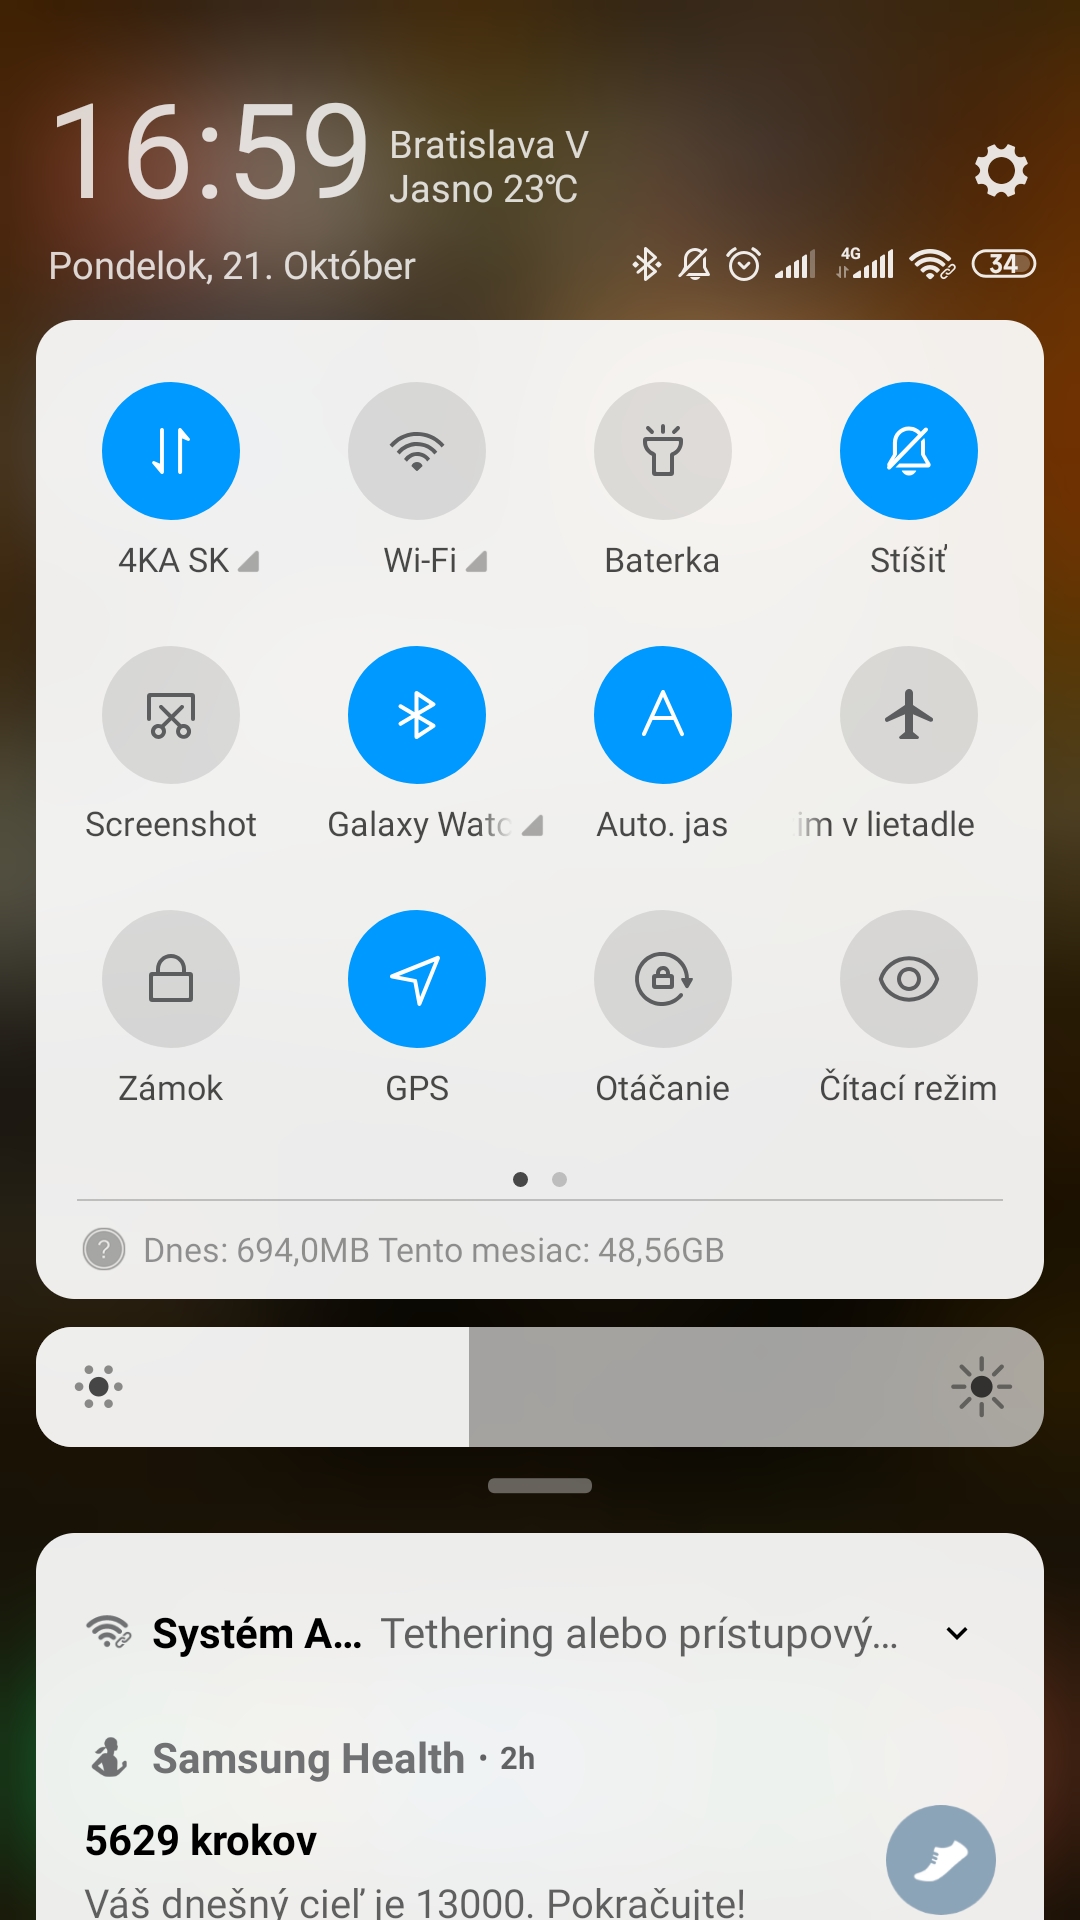 16:59
Bratislava V
Jasno 23℃
Pondelok, 21. Október
4G
34
4KA SK
Wi-Fi
Baterka
Stíšiť
Screenshot
Galaxy Watc
Auto. jas
im v lietadle
Zámok
GPS
Otáčanie
Čítací režim
? Dnes: 694,0MB Tento mesiac: 48,56GB
Systém A… Tethering alebo prístupový…
Samsung Health · 2h
5629 krokov
Váš dnešný cieľ je 13000. Pokračujte!